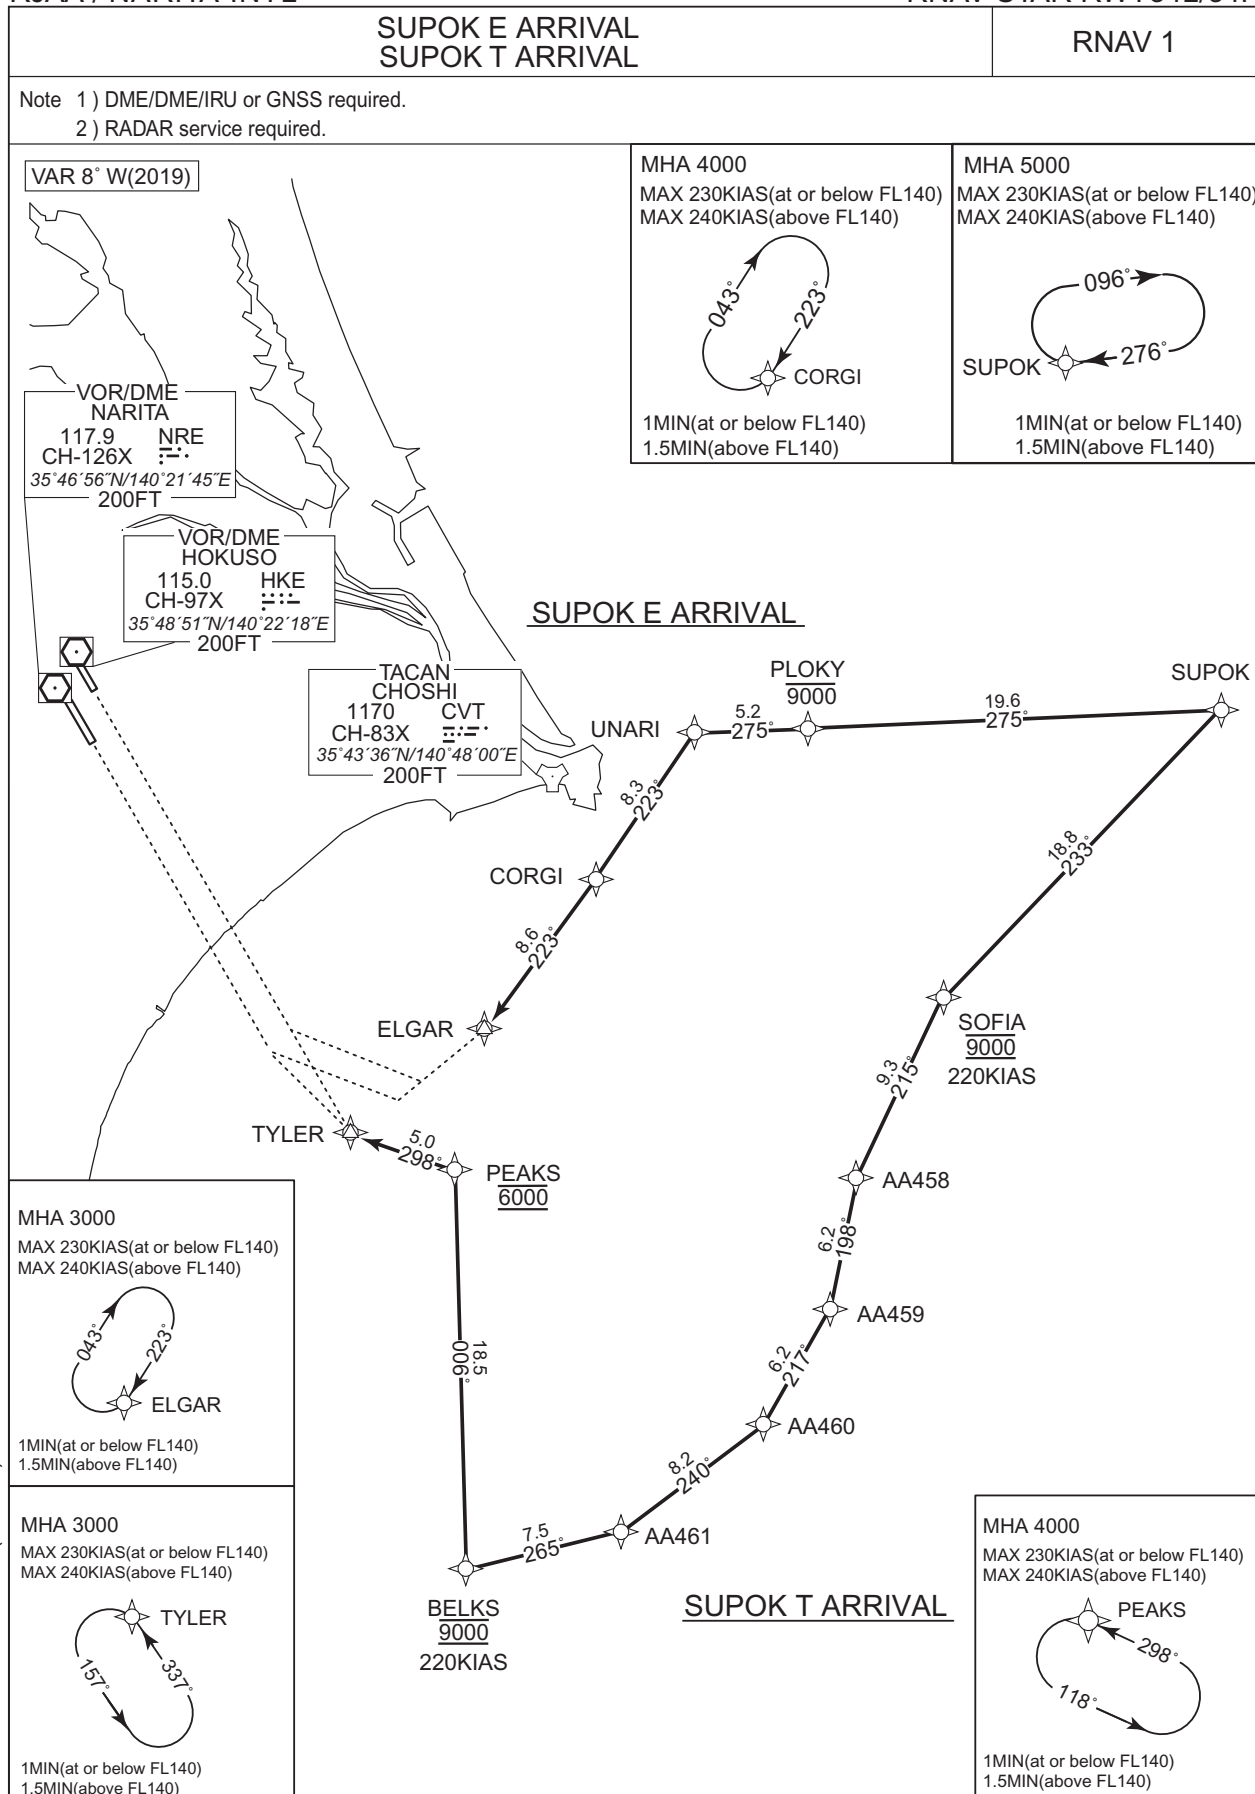 SUPOK E ARRIVAL
SUPOK T ARRIVAL
RNAV 1
Note 1 ) DME/DME/IRU or GNSS required.
2 ) RADAR service required.
VAR 8° W(2019)
MHA 4000
MAX 230KIAS(at or below FL140)
MAX 240KIAS(above FL140)
043°
223°
CORGI
1MIN(at or below FL140)
1.5MIN(above FL140)
MHA 5000
MAX 230KIAS(at or below FL140)
MAX 240KIAS(above FL140)
096°
276°
SUPOK
1MIN(at or below FL140)
1.5MIN(above FL140)
VOR/DME
NARITA
117.9 NRE
CH-126X
35°46´56˝N/140°21´45˝E
200FT
VOR/DME
HOKUSO
115.0 HKE
CH-97X
35°48´51˝N/140°22´18˝E
200FT
TACAN
CHOSHI
1170 CVT
CH-83X
35°43´36˝N/140°48´00˝E
200FT
SUPOK E ARRIVAL
SUPOK
19.6
275°
PLOKY
9000
5.2
275°
UNARI
8.3
223°
CORGI
8.6
223°
ELGAR
18.8
233°
SOFIA
9000
220KIAS
9.3
215°
AA458
6.2
198°
AA459
6.2
217°
AA460
8.2
240°
AA461
7.5
265°
BELKS
9000
220KIAS
18.5
006°
PEAKS
6000
5.0
298°
TYLER
SUPOK T ARRIVAL
MHA 3000
MAX 230KIAS(at or below FL140)
MAX 240KIAS(above FL140)
043°
223°
ELGAR
1MIN(at or below FL140)
1.5MIN(above FL140)
MHA 3000
MAX 230KIAS(at or below FL140)
MAX 240KIAS(above FL140)
TYLER
157°
337°
1MIN(at or below FL140)
1.5MIN(above FL140)
MHA 4000
MAX 230KIAS(at or below FL140)
MAX 240KIAS(above FL140)
PEAKS
298°
118°
1MIN(at or below FL140)
1.5MIN(above FL140)